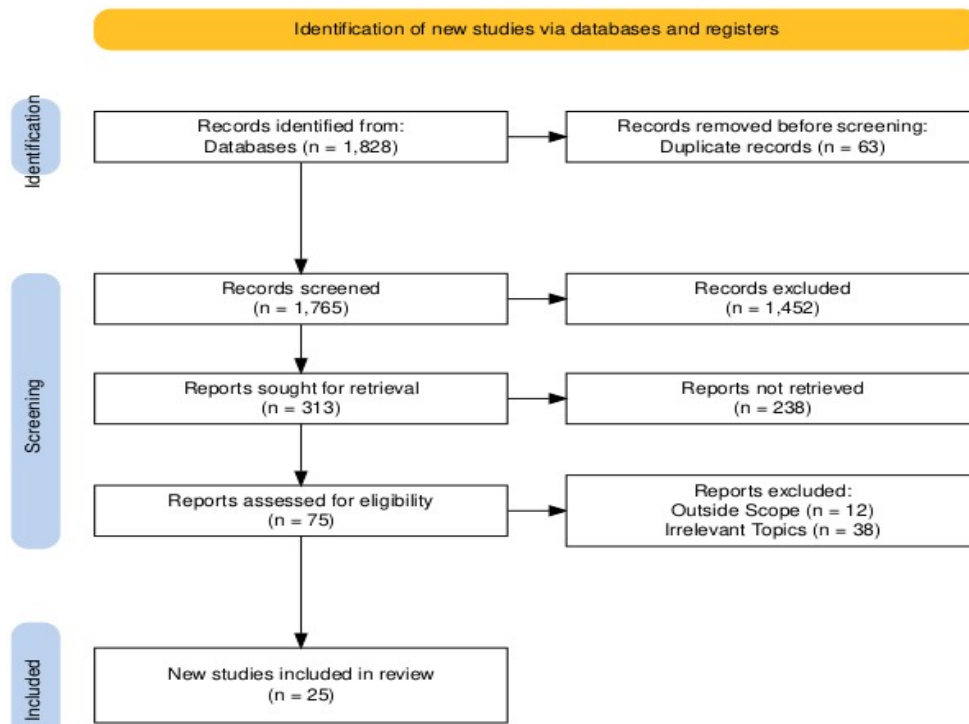 Identification of new studies via databases and registers
Identification
Records identified from:
Databases (n = 1,828)
Records removed before screening:
Duplicate records (n = 63)
Screening
Records screened
(n = 1,765)
Records excluded
(n = 1,452)
Reports sought for retrieval
(n = 313)
Reports not retrieved
(n = 238)
Reports assessed for eligibility
(n = 75)
Reports excluded:
Outside Scope (n = 12)
Irrelevant Topics (n = 38)
Included
New studies included in review
(n = 25)